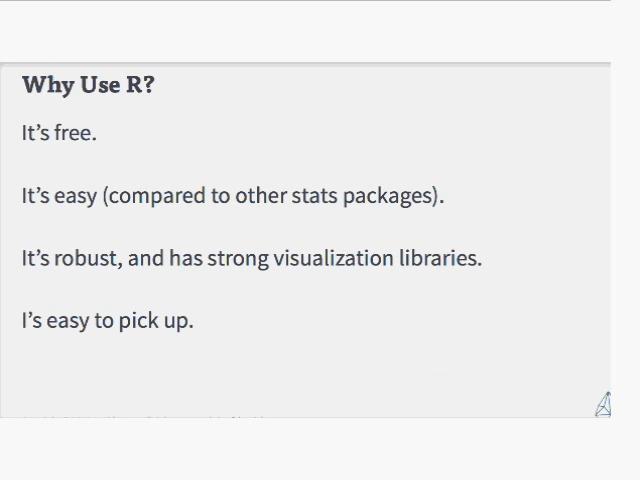 Why Use R?
It’s free.
It’s easy (compared to other stats packages).
It’s robust, and has strong visualization libraries.
I’s easy to pick up.